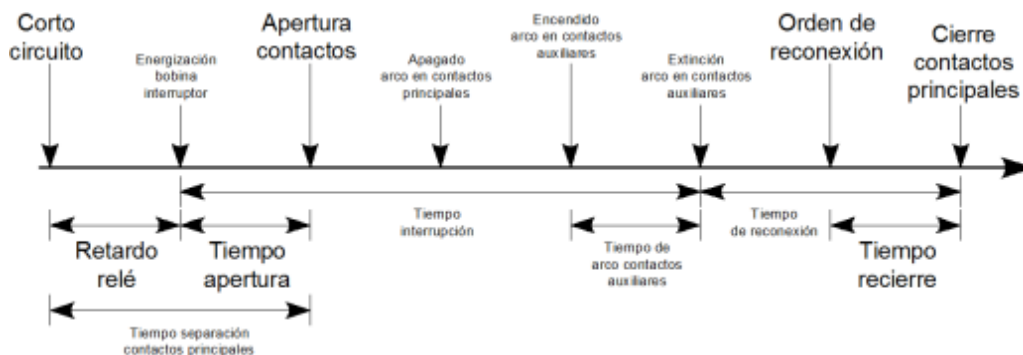 Corto
circuito
Energización
bobina
interruptor
Apertura
contactos
Apagado
arco en contactos
principales
Encendido
arco en contactos
auxiliares
Extinción
arco en contactos
auxiliares
Orden de
reconexión
Cierre
contactos
principales
Retardo
relé
Tiempo
apertura
Tiempo
interrupción
Tiempo de
arco contactos
auxiliares
Tiempo
de reconexión
Tiempo
recierre
Tiempo separación
contactos principales